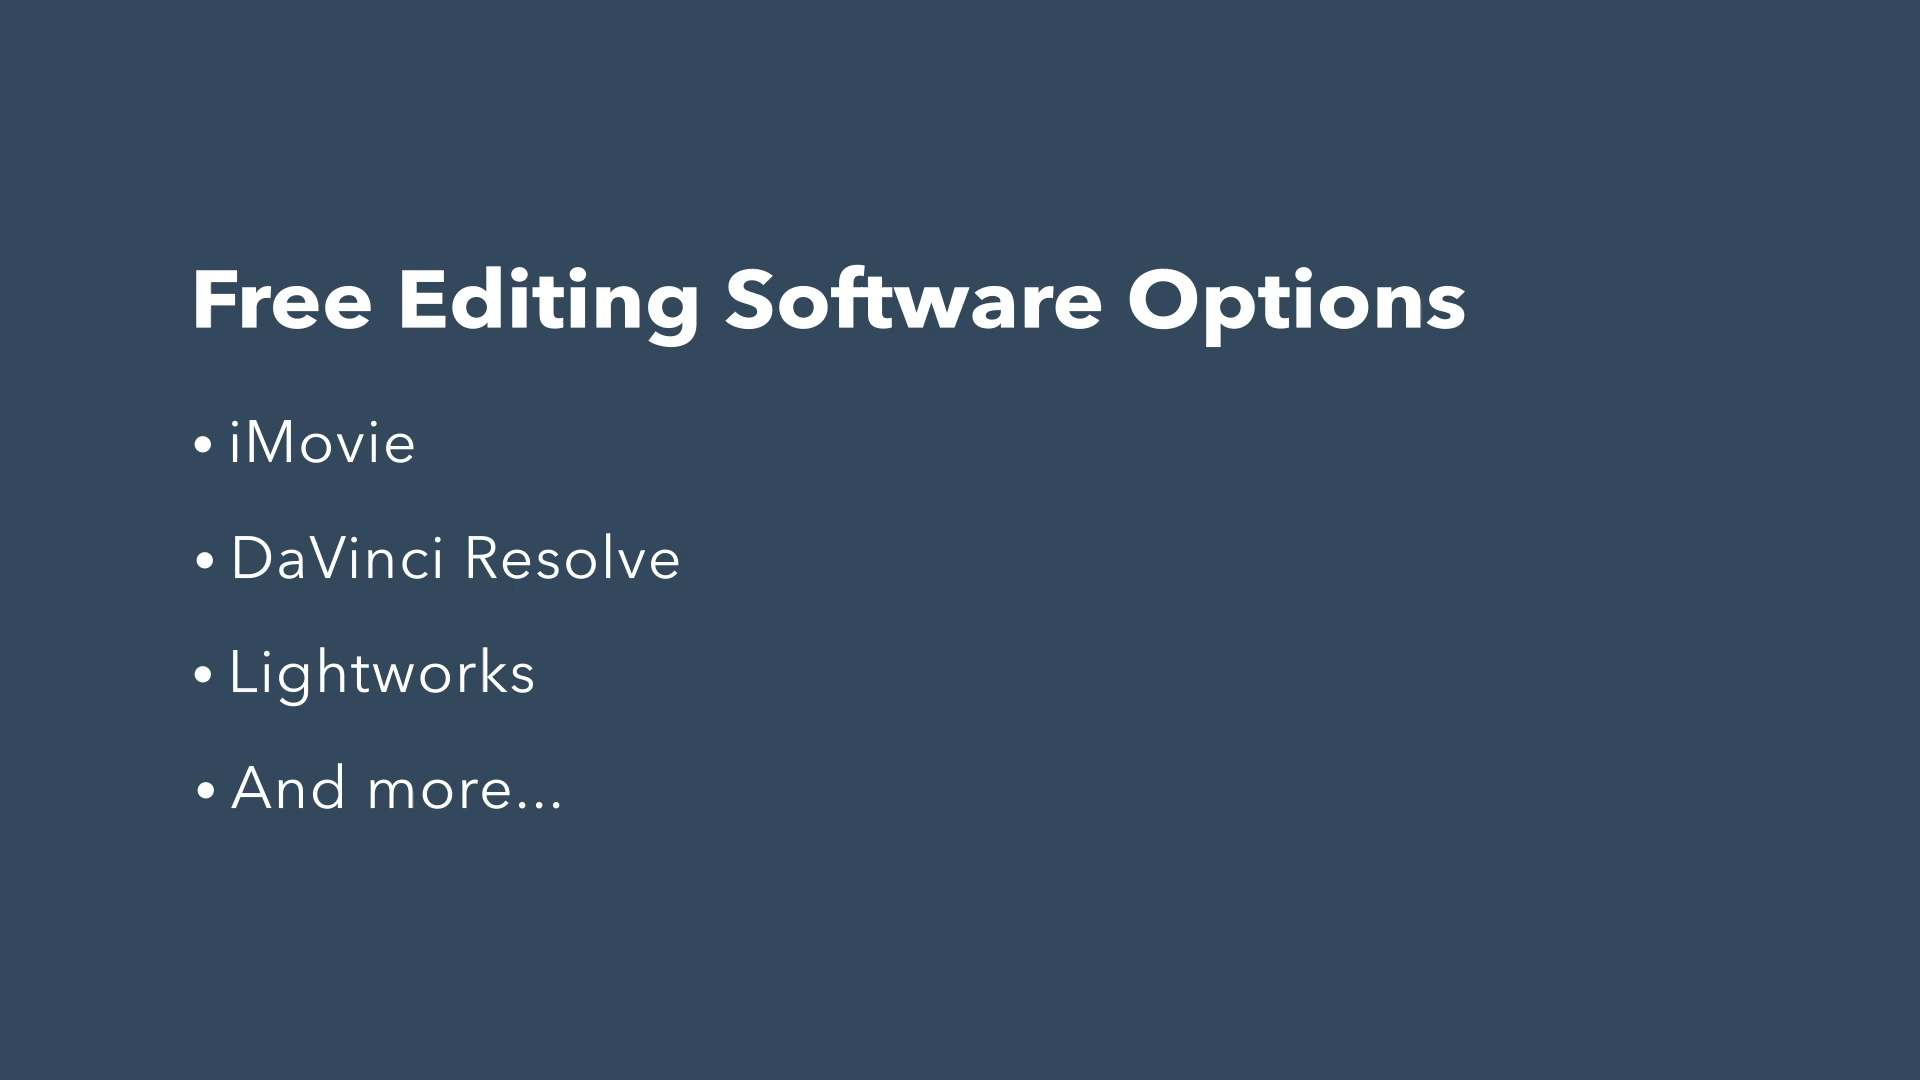 Free Editing Software Options
• iMovie
• DaVinci Resolve
• Lightworks
• And more...